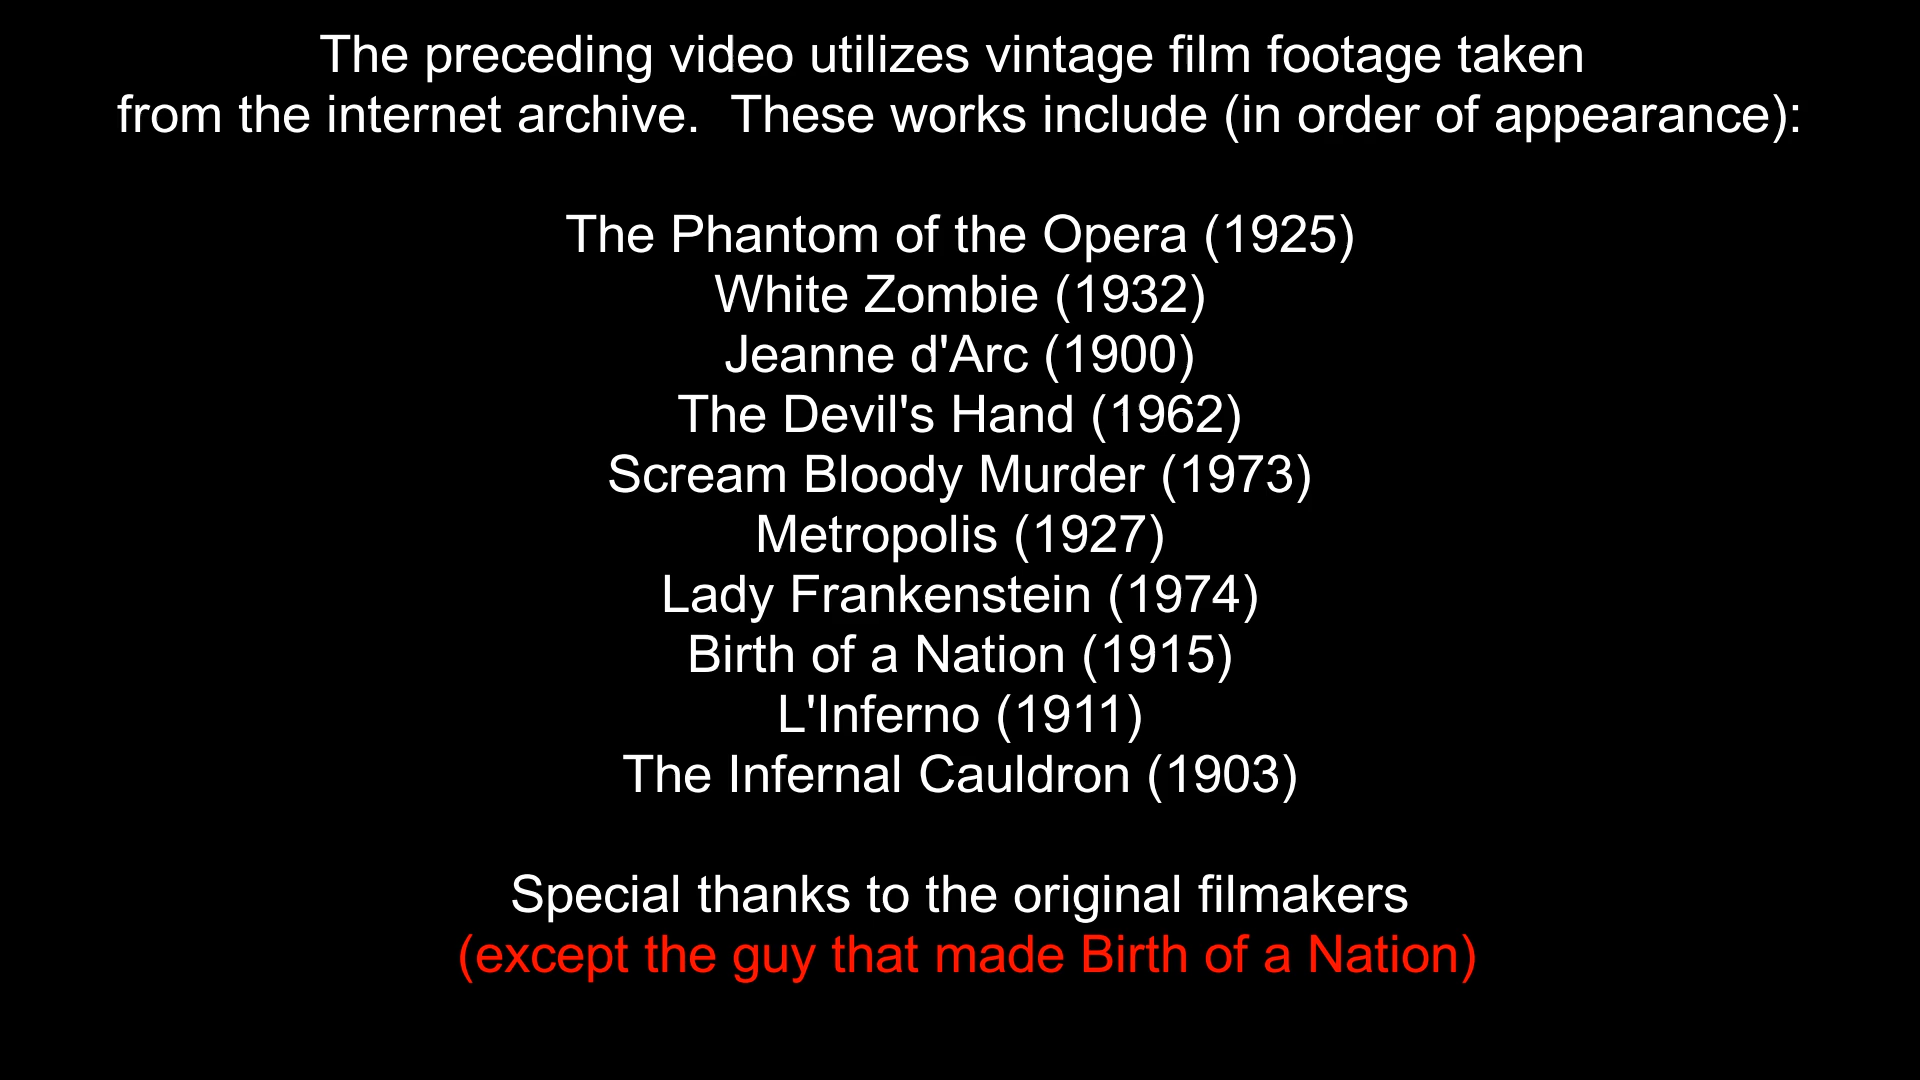 The preceding video utilizes vintage film footage taken
from the internet archive.  These works include (in order of appearance):
The Phantom of the Opera (1925)
White Zombie (1932)
Jeanne d'Arc (1900)
The Devil's Hand (1962)
Scream Bloody Murder (1973)
Metropolis (1927)
Lady Frankenstein (1974)
Birth of a Nation (1915)
L'Inferno (1911)
The Infernal Cauldron (1903)
Special thanks to the original filmakers
(except the guy that made Birth of a Nation)